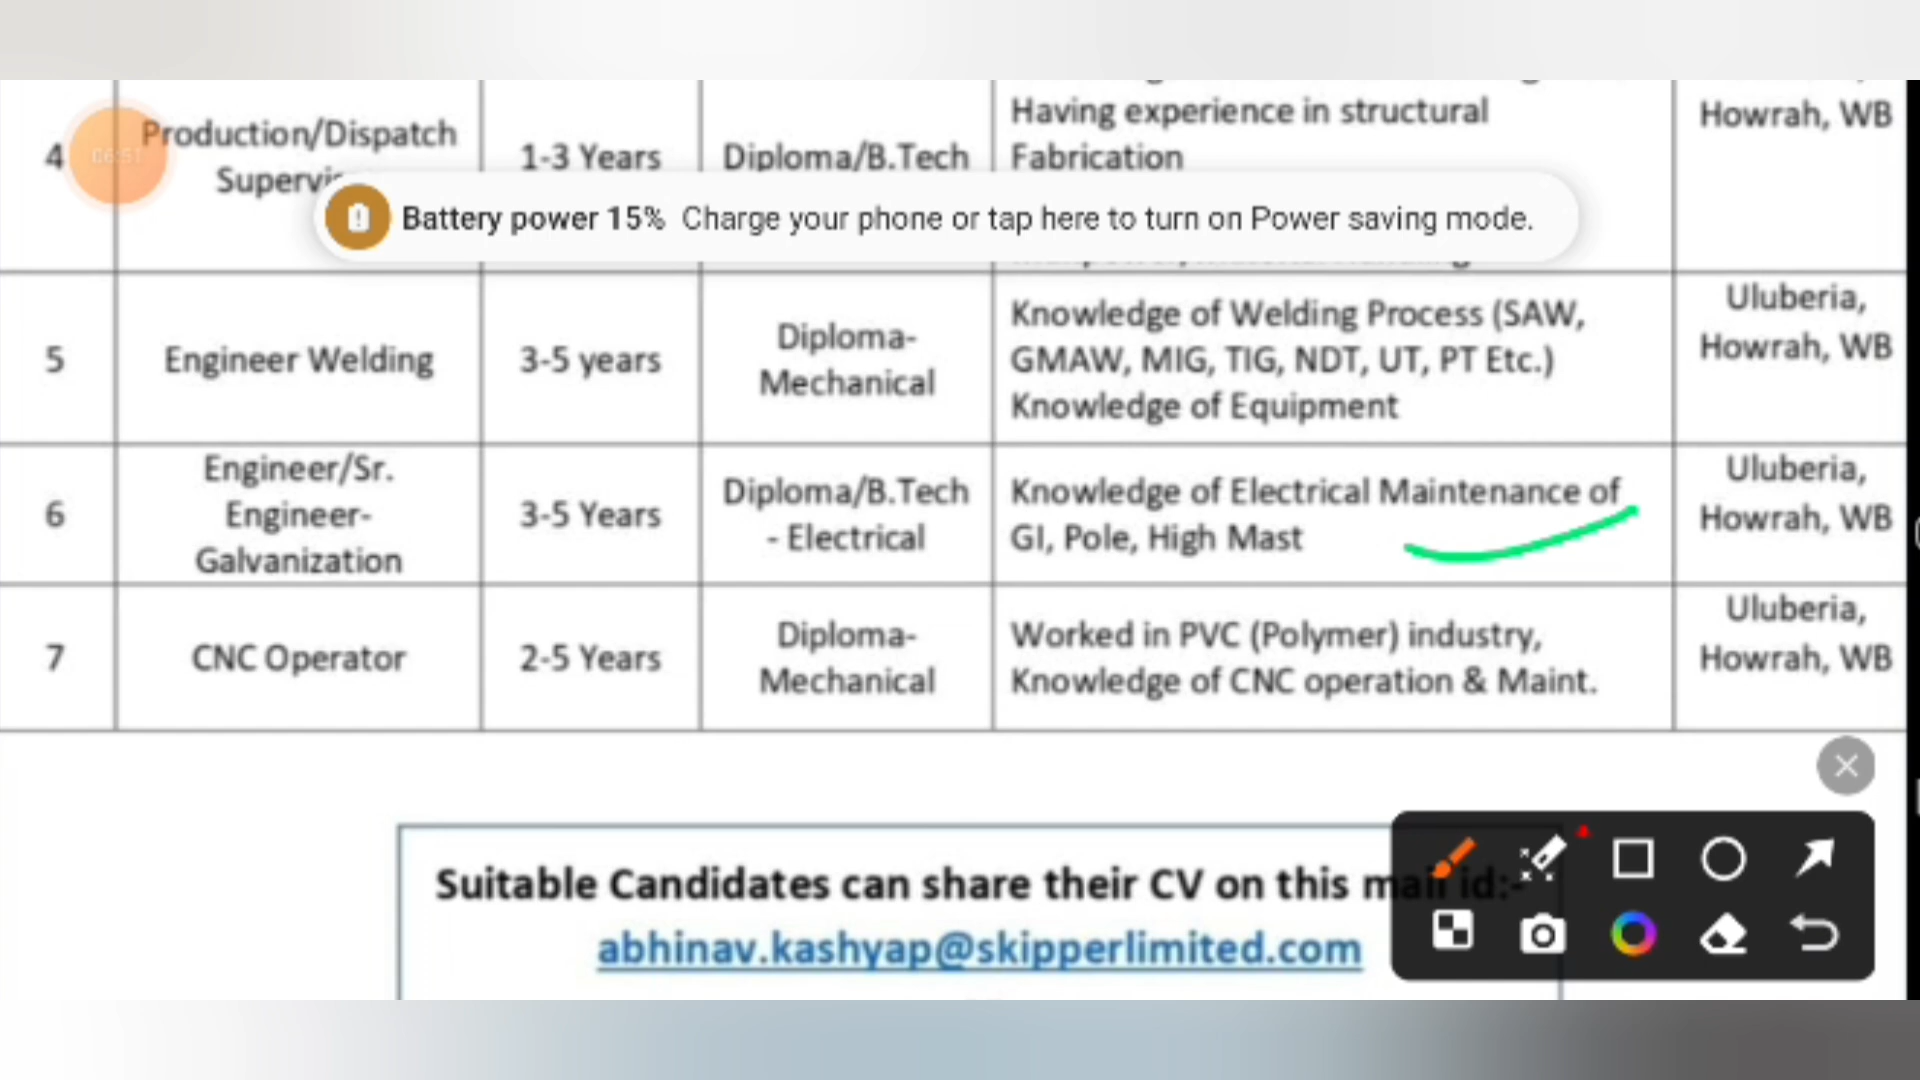 Having experience in structural
Howrah, WB
Production/Dispatch
4
06:51
1-3 Years
Diploma/B.Tech
Fabrication
Battery power 15% Charge your phone or tap here to turn on Power saving mode.
5
Engineer Welding
3-5 years
Diploma-
Mechanical
Knowledge of Welding Process (SAW,
GMAW, MIG, TIG, NDT, UT, PT Etc.)
Knowledge of Equipment
Uluberia,
Howrah, WB
6
Engineer/Sr.
Engineer-
Galvanization
3-5 Years
Diploma/B.Tech
- Electrical
Knowledge of Electrical Maintenance of
GI, Pole, High Mast
Uluberia,
Howrah, WB
7
CNC Operator
2-5 Years
Diploma-
Mechanical
Worked in PVC (Polymer) industry,
Knowledge of CNC operation & Maint.
Uluberia,
Howrah, WB
Suitable Candidates can share their CV on this mail id:-
abhinav.kashyap@skipperlimited.com